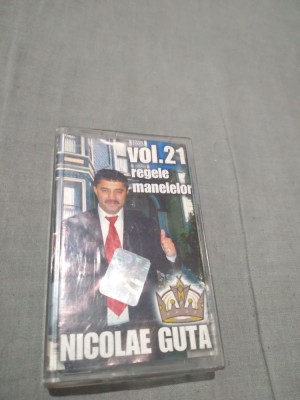 vol.21
regele
manelelor
NICOLAE GUTA